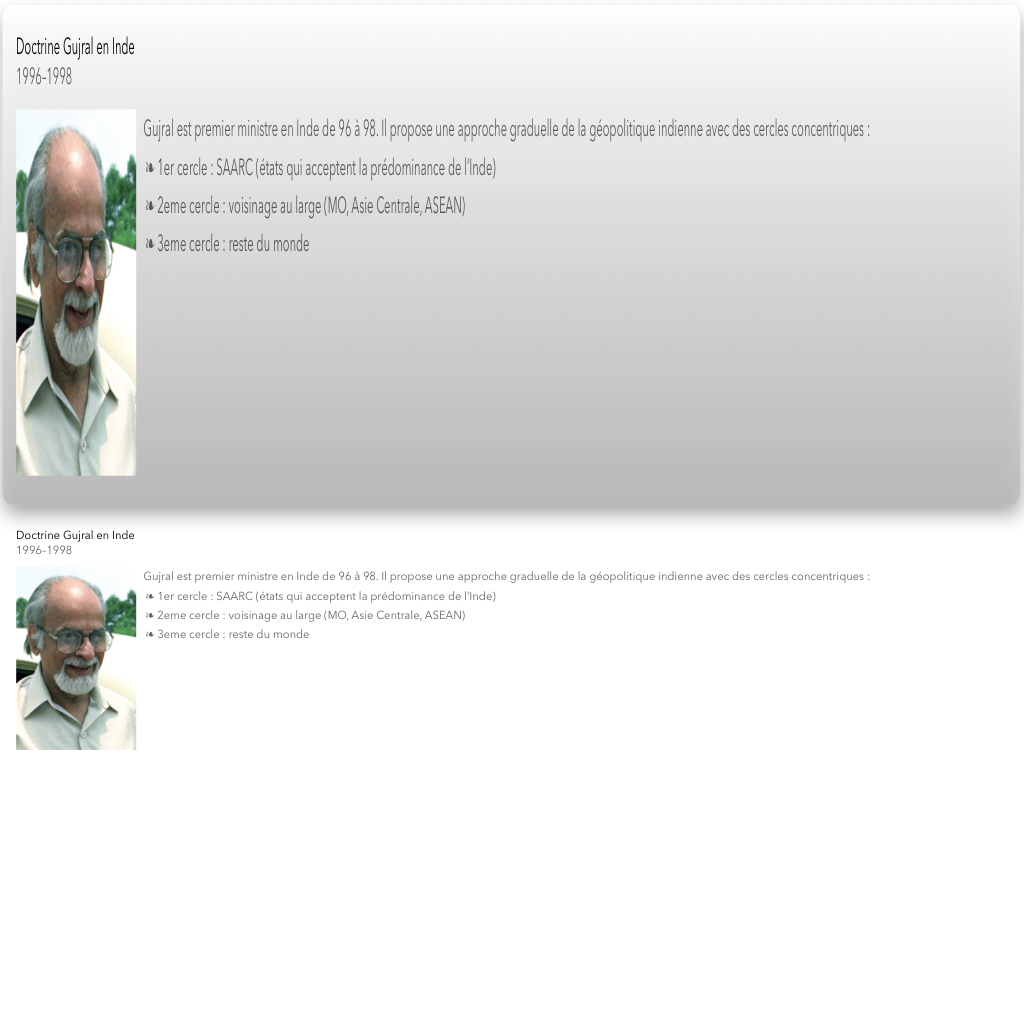 Doctrine Gujral en Inde
1996-1998
Gujral est premier ministre en Inde de 96 à 98. Il propose une approche graduelle de la géopolitique indienne avec des cercles concentriques :
❧ 1er cercle : SAARC (états qui acceptent la prédominance de l’Inde)
❧ 2eme cercle : voisinage au large (MO, Asie Centrale, ASEAN)
❧ 3eme cercle : reste du monde
Doctrine Gujral en Inde
1996-1998
Gujral est premier ministre en Inde de 96 à 98. Il propose une approche graduelle de la géopolitique indienne avec des cercles concentriques :
❧ 1er cercle : SAARC (états qui acceptent la prédominance de l’Inde)
❧ 2eme cercle : voisinage au large (MO, Asie Centrale, ASEAN)
❧ 3eme cercle : reste du monde